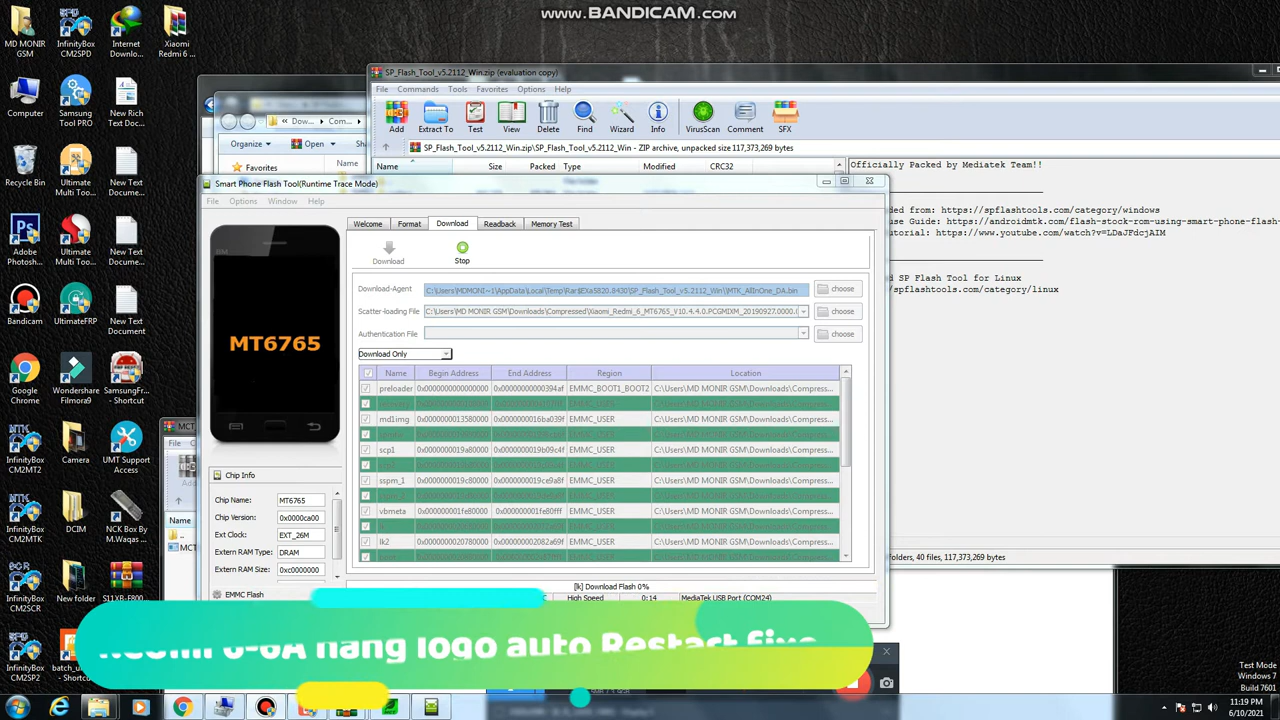 www.BANDICAM.com
MD MONIR GSM
InfinityBox CM2SPD
Internet Downlo...
Xiaomi Redmi 6 ...
Computer
Samsung Tool PRO
New Rich Text Doc...
Recycle Bin
Ultimate Multi Too...
New Text Docume...
Adobe Photosh...
Ultimate Multi Tool...
New Text Docume...
Bandicam
UltimateFRP
New Text Docume...
Google Chrome
Wondershare Filmora9
SamsungFr... - Shortcut
InfinityBox CM2MT2
Camera
UMT Support Access
InfinityBox CM2MTK
DCIM
NCK Box By M.Waqas ...
InfinityBox CM2SCR
New folder
InfinityBox CM2SP2
batch_u...
- Shortcu
SP_Flash_Tool_v5.2112_Win.zip (evaluation copy)
File Commands Tools Favorites Options Help
Add Extract To Test View Delete Find Wizard Info VirusScan Comment SFX
SP_Flash_Tool_v5.2112_Win.zip\SP_Flash_Tool_v5.2112_Win - ZIP archive, unpacked size 117,373,269 bytes
Name Size Packed Type Modified CRC32
« Dow... Com...
Organize Open
Favorites Name
Officially Packed by Mediatek Team!!
ded from: https://spflashtools.com/category/windows
use Guide: https://androidmtk.com/flash-stock-rom-using-smart-phone-flash-
utorial: https://www.youtube.com/watch?v=LDaJFdcjAIM
d SP Flash Tool for Linux
/spflashtools.com/category/linux
folders, 40 files, 117,373,269 bytes
Smart Phone Flash Tool(Runtime Trace Mode)
File Options Window Help
Welcome Format Download Readback Memory Test
Download Stop
MT6765
Download-Agent C:\Users\MDMONI~1\AppData\Local\Temp\Rar$EXa5820.8430\SP_Flash_Tool_v5.2112_Win\\MTK_AllInOne_DA.bin choose
Scatter-loading File C:\Users\MD MONIR GSM\Downloads\Compressed\Xiaomi_Redmi_6_MT6765_V10.4.4.0.PCGMIXM_20190927.0000.( choose
Authentication File choose
Download Only
Name Begin Address End Address Region Location
preloader 0x0000000000000000 0x00000000000394af EMMC_BOOT1_BOOT2 C:\Users\MD MONIR GSM\Downloads\Compress...
md1img 0x0000000013580000 0x0000000016ba039f EMMC_USER C:\Users\MD MONIR GSM\Downloads\Compress...
scp1 0x0000000019a80000 0x0000000019b09c4f EMMC_USER C:\Users\MD MONIR GSM\Downloads\Compress...
sspm_1 0x0000000019c80000 0x0000000019ce9a8f EMMC_USER C:\Users\MD MONIR GSM\Downloads\Compress...
vbmeta 0x000000001fe80000 0x000000001fe80fff EMMC_USER C:\Users\MD MONIR GSM\Downloads\Compress...
lk2 0x0000000020780000 0x000000002082a69f EMMC_USER C:\Users\MD MONIR GSM\Downloads\Compress...
Chip Info
Chip Name: MT6765
Chip Version: 0x0000ca00
Ext Clock: EXT_26M
Extern RAM Type: DRAM
Extern RAM Size: 0xc0000000
EMMC Flash
[lk] Download Flash 0%
High Speed 0:14 MediaTek USB Port (COM24)
Redmi 6-6A hang logo auto Restart fixe
Test Mode
Windows 7
Build 7601
11:19 PM
6/10/2021